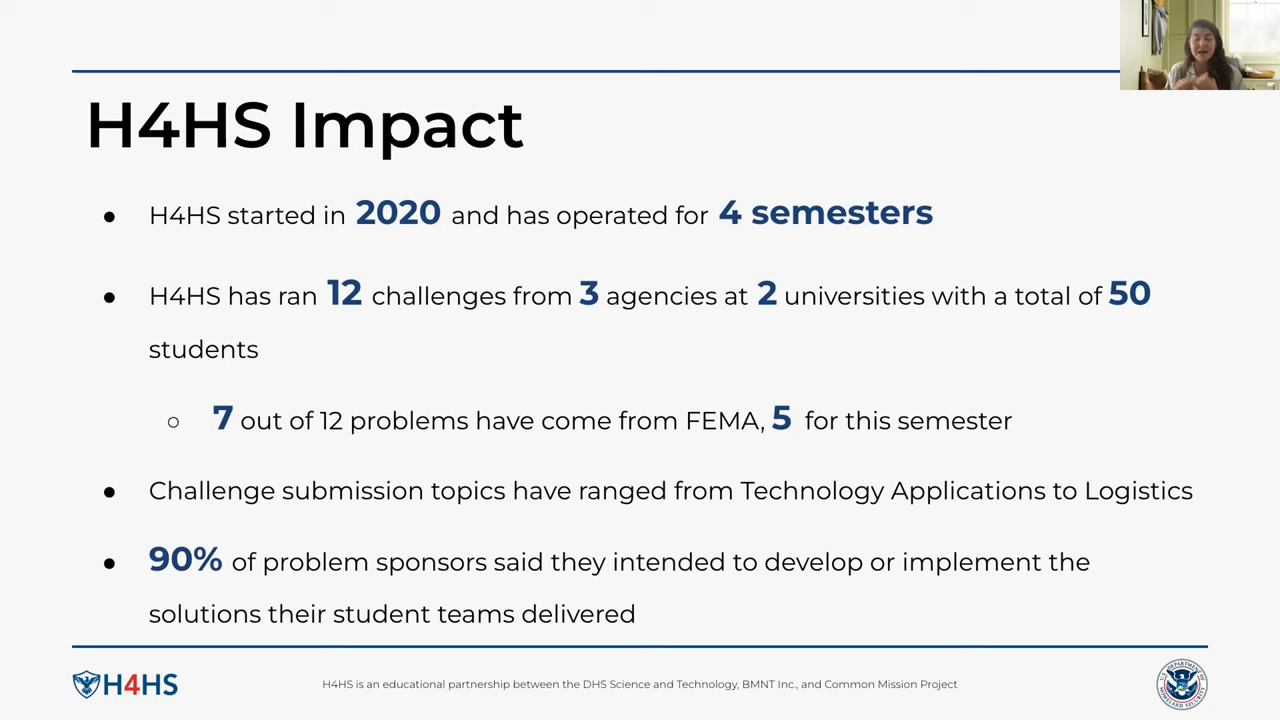 H4HS Impact
● H4HS started in 2020 and has operated for 4 semesters
● H4HS has ran 12 challenges from 3 agencies at 2 universities with a total of 50
students
○ 7 out of 12 problems have come from FEMA, 5 for this semester
● Challenge submission topics have ranged from Technology Applications to Logistics
● 90% of problem sponsors said they intended to develop or implement the
solutions their student teams delivered
H4HS
H4HS is an educational partnership between the DHS Science and Technology, BMNT Inc., and Common Mission Project
U.S. DEPARTMENT OF HOMELAND SECURITY